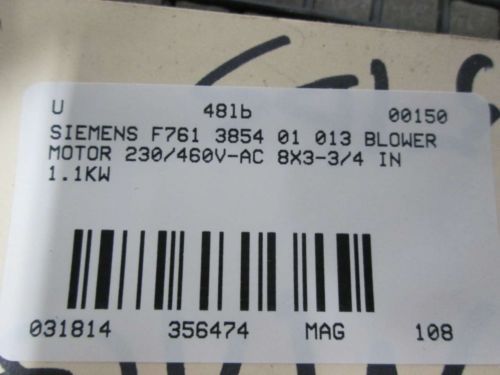 U 48lb 00150
SIEMENS F761 3854 01 013 BLOWER
MOTOR 230/460V-AC 8X3-3/4 IN
1.1KW
031814 356474 MAG 108